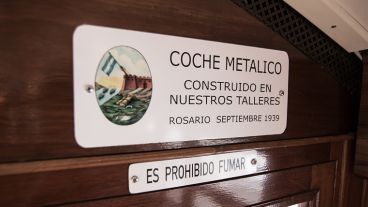 COCHE METALICO
CONSTRUIDO EN
NUESTROS TALLERES
ROSARIO SEPTIEMBRE 1939
ES PROHIBIDO FUMAR